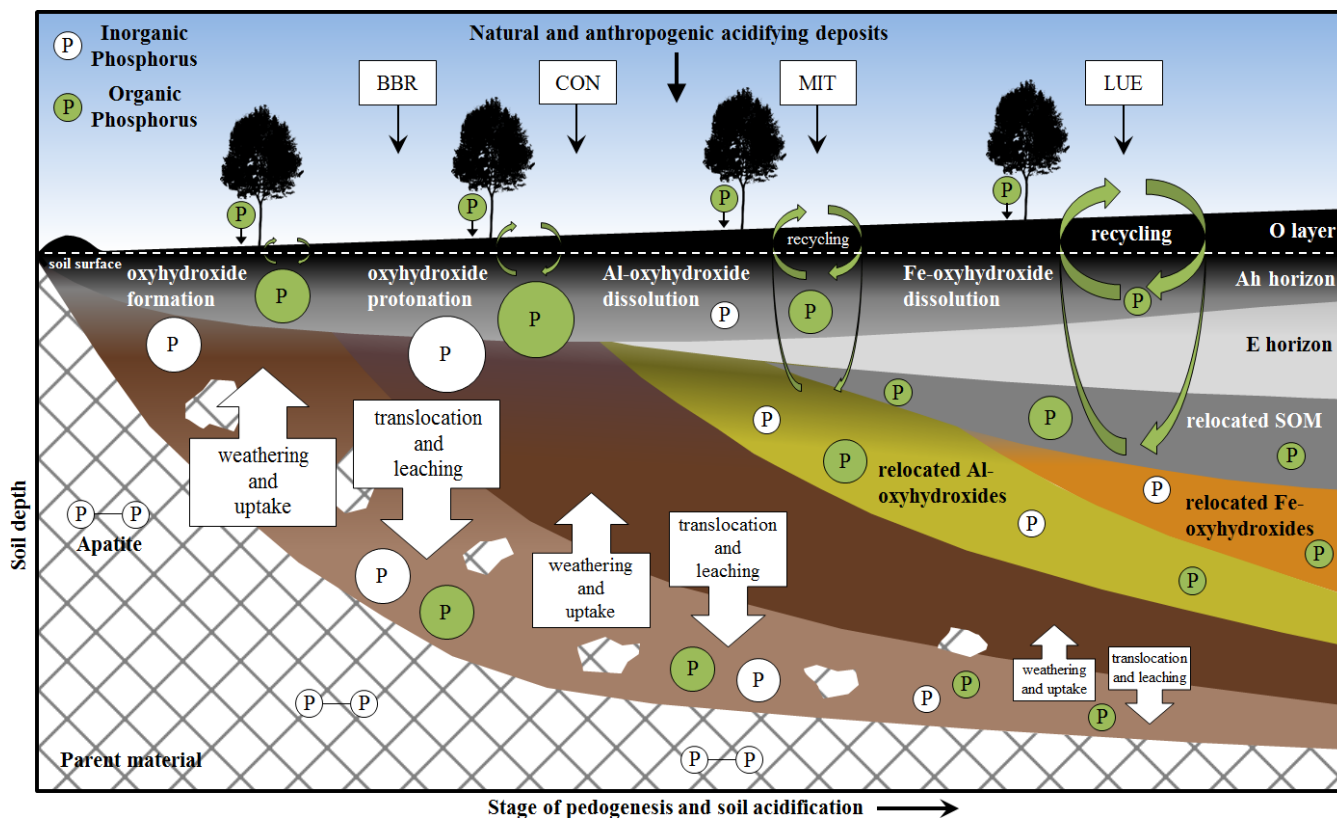 P Inorganic
Phosphorus
P Organic
Phosphorus
Natural and anthropogenic acidifying deposits
BBR
CON
MIT
LUE
P
P
P
P
soil surface
recycling
recycling
O layer
oxyhydroxide
formation
oxyhydroxide
protonation
Al-oxyhydroxide
dissolution
Fe-oxyhydroxide
dissolution
Ah horizon
P
P
P
P
P
P
P
E horizon
weathering
and
uptake
translocation
and
leaching
P
P
P
P
relocated SOM
P
P
relocated Al-
oxyhydroxides
P
relocated Fe-
oxyhydroxides
P
P
P
P P
Apatite
Soil depth
P
P
weathering
and
uptake
translocation
and
leaching
P
P
P
P
weathering
and uptake
translocation
and leaching
P
P P
P P
Parent material
Stage of pedogenesis and soil acidification